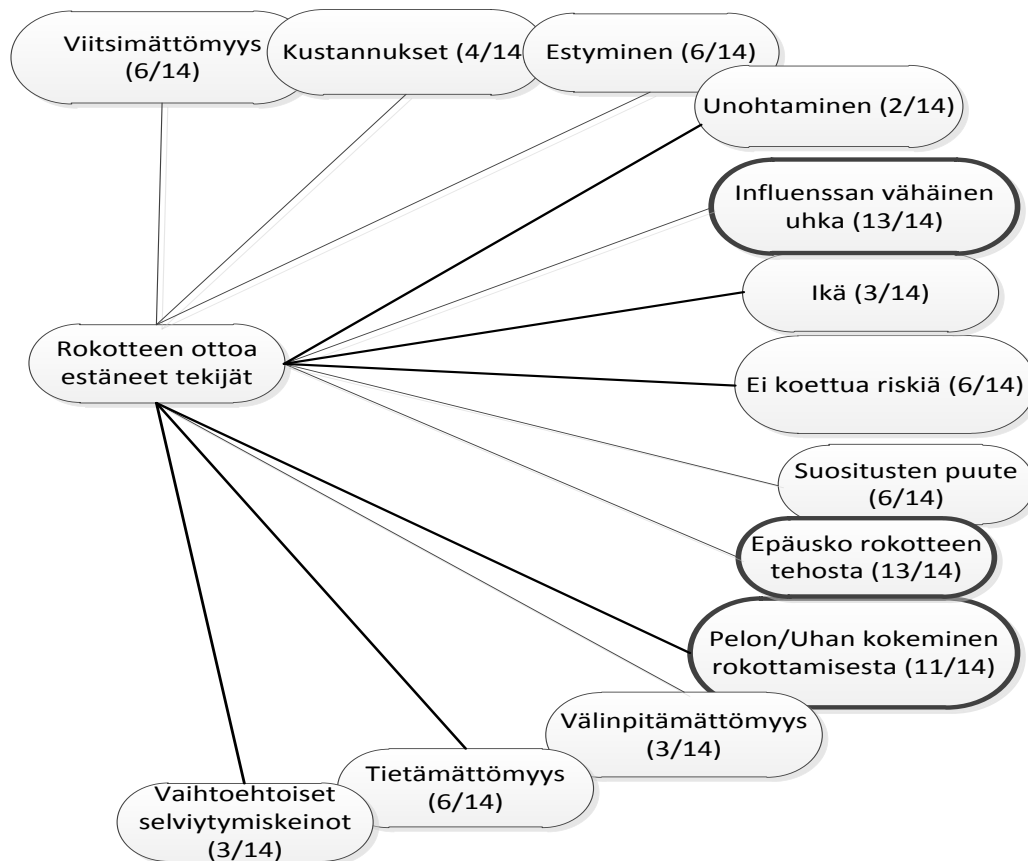 Viitsimättömyys
(6/14)
Kustannukset (4/14
Estyminen (6/14)
Unohtaminen (2/14)
Influenssan vähäinen
uhka (13/14)
Ikä (3/14)
Rokotteen ottoa
estäneet tekijät
Ei koettua riskiä (6/14)
Suositusten puute
(6/14)
Epäusko rokotteen
tehosta (13/14)
Pelon/Uhan kokeminen
rokottamisesta (11/14)
Välinpitämättömyys
(3/14)
Tietämättömyys
(6/14)
Vaihtoehtoiset
selviytymiskeinot
(3/14)